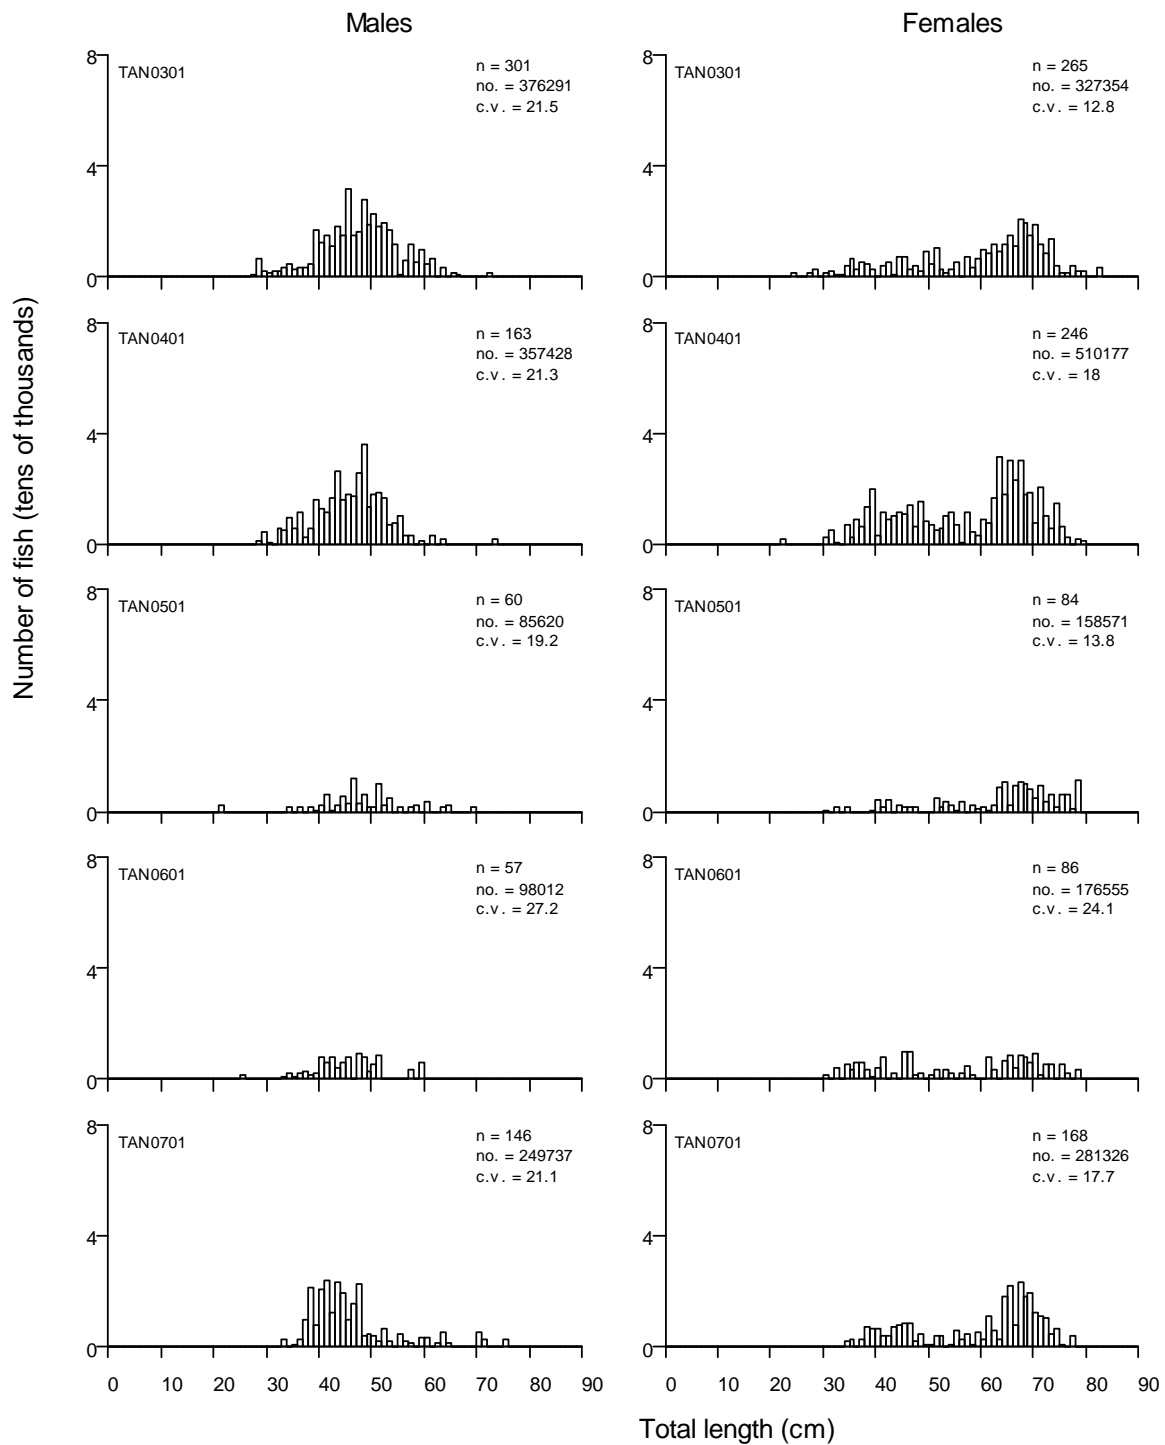 Males
Females
Number of fish (tens of thousands)
8
4
0
TAN0301
n = 301
no. = 376291
c.v. = 21.5
8
4
0
TAN0301
n = 265
no. = 327354
c.v. = 12.8
8
4
0
TAN0401
n = 163
no. = 357428
c.v. = 21.3
8
4
0
TAN0401
n = 246
no. = 510177
c.v. = 18
8
4
0
TAN0501
n = 60
no. = 85620
c.v. = 19.2
8
4
0
TAN0501
n = 84
no. = 158571
c.v. = 13.8
8
4
0
TAN0601
n = 57
no. = 98012
c.v. = 27.2
8
4
0
TAN0601
n = 86
no. = 176555
c.v. = 24.1
8
4
0
TAN0701
n = 146
no. = 249737
c.v. = 21.1
8
4
0
TAN0701
n = 168
no. = 281326
c.v. = 17.7
0 10 20 30 40 50 60 70 80 90
0 10 20 30 40 50 60 70 80 90
Total length (cm)